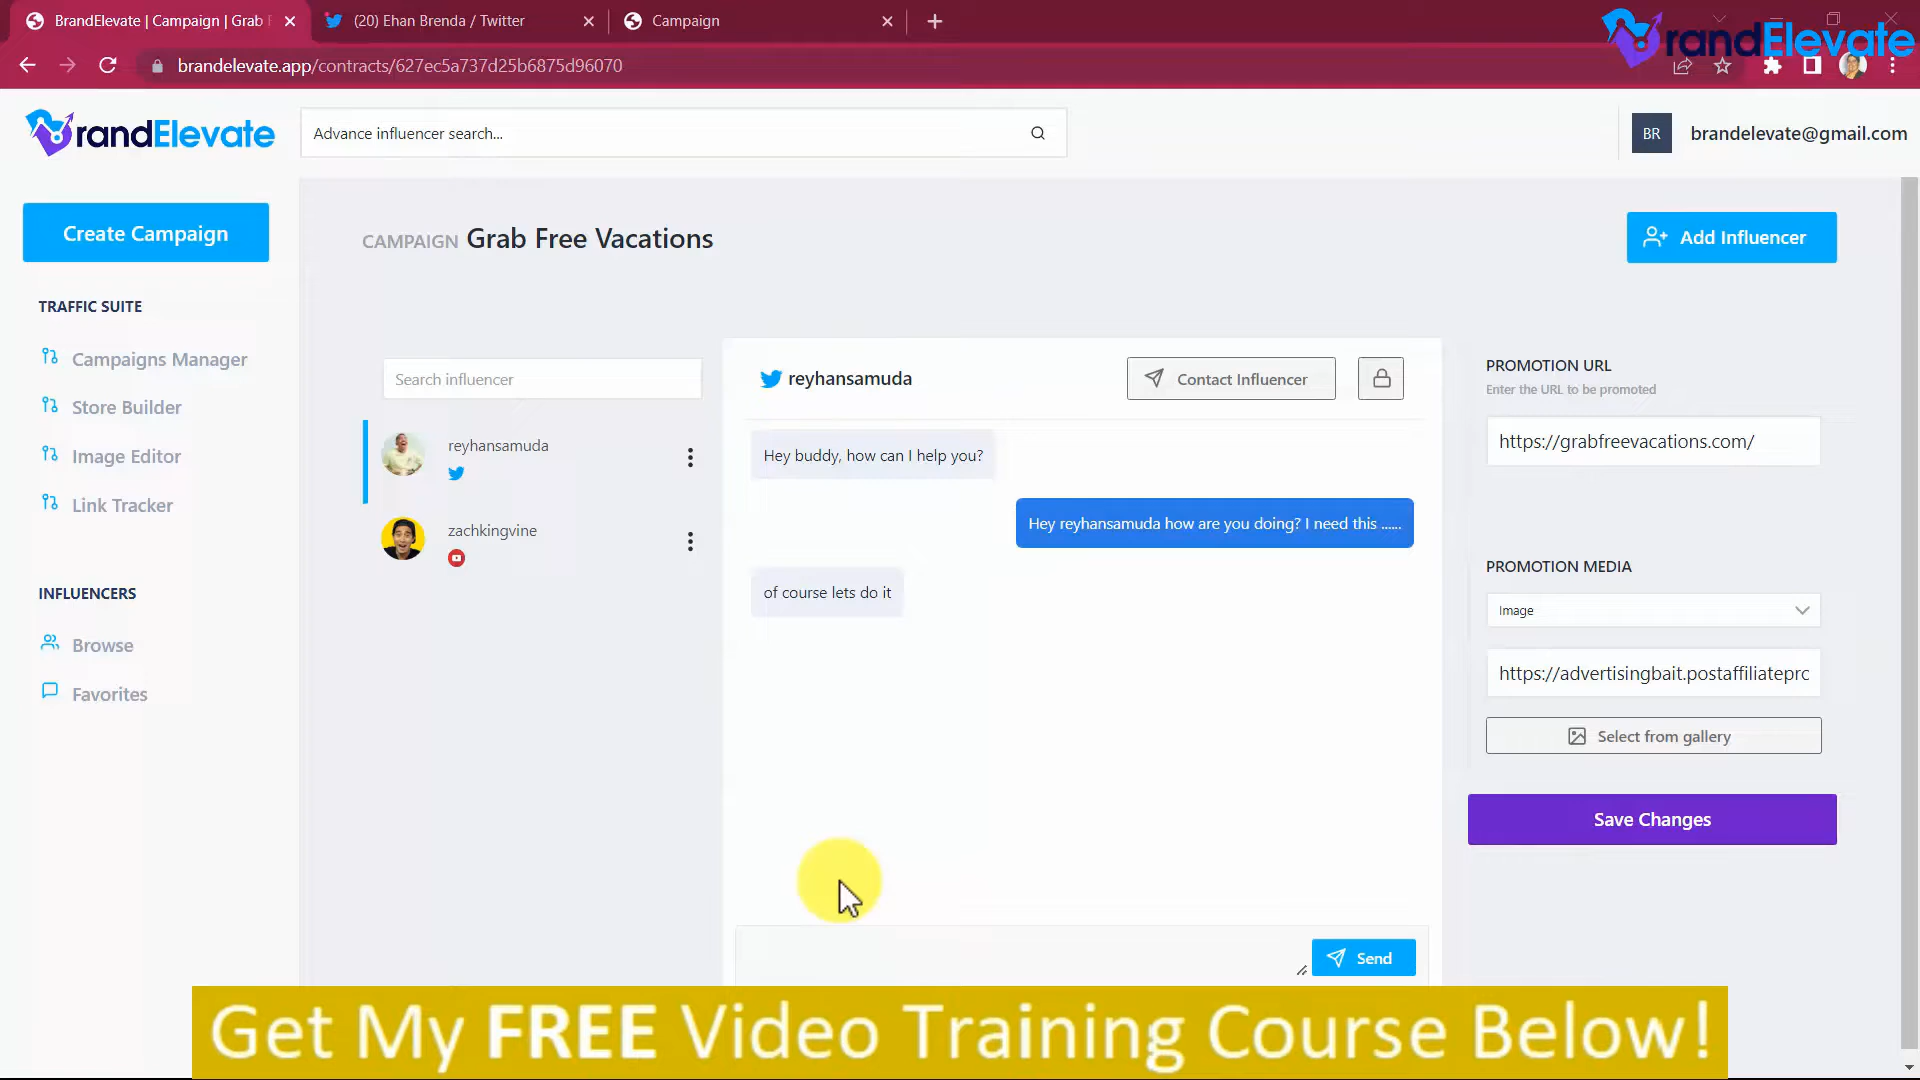 BrandElevate | Campaign | Grab F
(20) Ehan Brenda / Twitter
Campaign
brandelevate.app/contracts/627ec5a737d25b6875d96070
randElevate
randElevate
Advance influencer search...
BR
brandelevate@gmail.com
Create Campaign
CAMPAIGN Grab Free Vacations
Add Influencer
TRAFFIC SUITE
Campaigns Manager
Store Builder
Image Editor
Link Tracker
INFLUENCERS
Browse
Favorites
Search influencer
reyhansamuda
zachkingvine
reyhansamuda
Contact Influencer
Hey buddy, how can I help you?
Hey reyhansamuda how are you doing? I need this ......
of course lets do it
Send
PROMOTION URL
Enter the URL to be promoted
https://grabfreevacations.com/
PROMOTION MEDIA
Image
https://advertisingbait.postaffiliatepro
Select from gallery
Save Changes
Get My FREE Video Training Course Below!